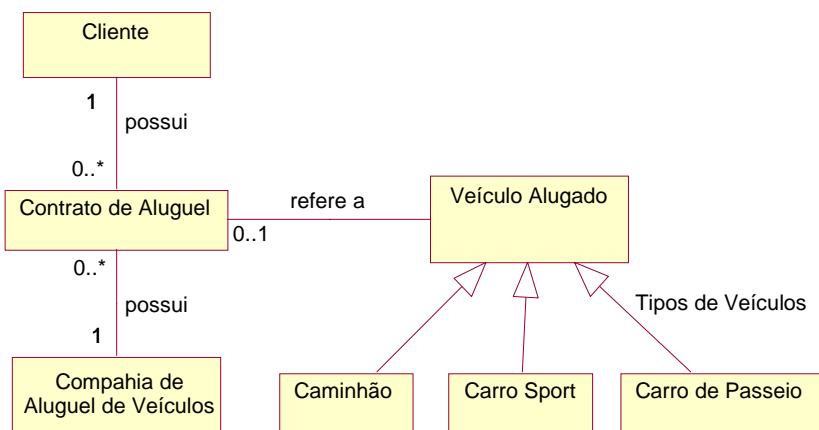 Cliente
1
possui
0..*
Contrato de Aluguel
refere a
0..1
Veículo Alugado
0..*
possui
1
Tipos de Veículos
Compahia de
Aluguel de Veículos
Caminhão
Carro Sport
Carro de Passeio